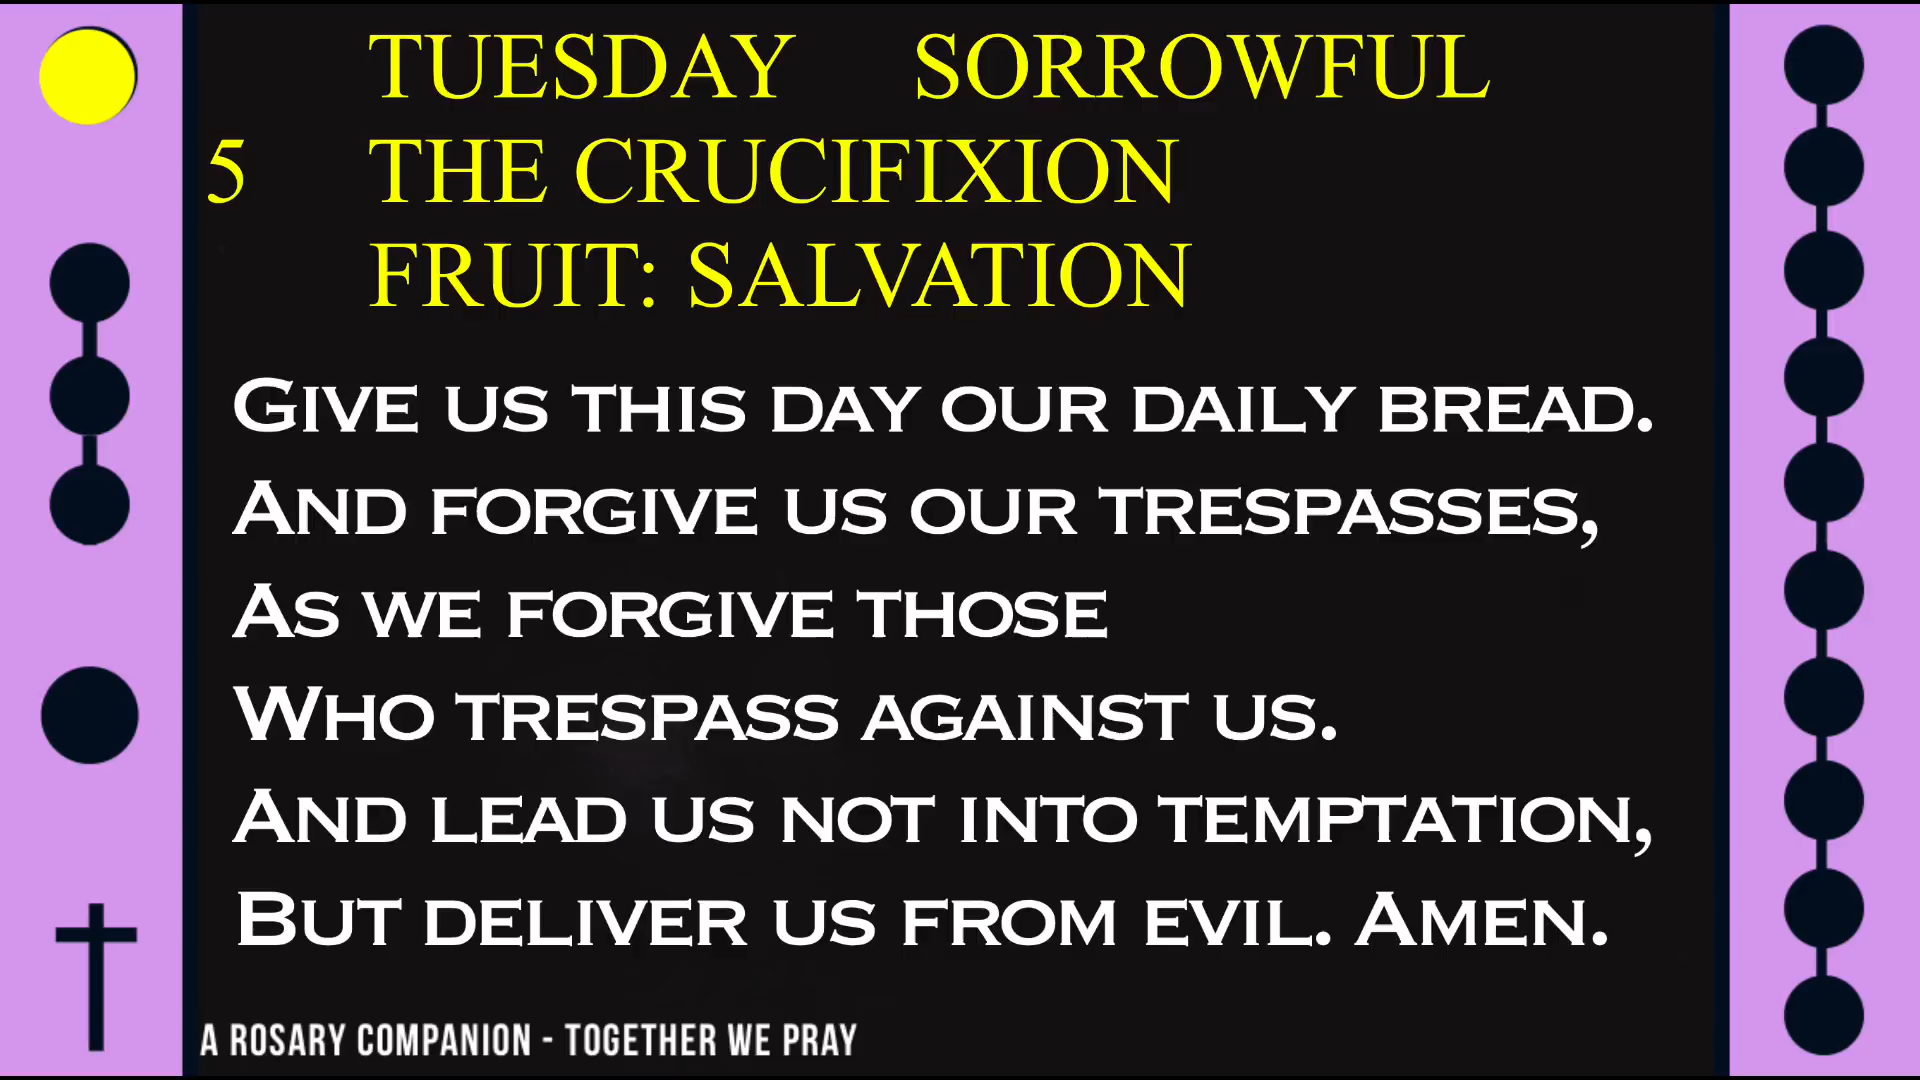 TUESDAY SORROWFUL
5 THE CRUCIFIXION
FRUIT: SALVATION
Give us this day our daily bread.
And forgive us our trespasses,
As we forgive those
Who trespass against us.
And lead us not into temptation,
But deliver us from evil. Amen.
A ROSARY COMPANION - TOGETHER WE PRAY